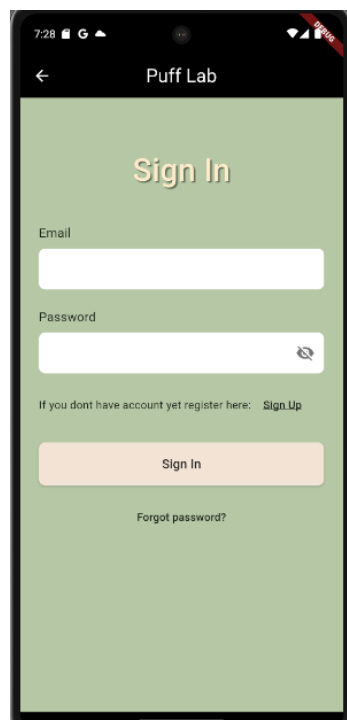 7:28 G
DEBUG
Puff Lab
Sign In
Email
Password
If you dont have account yet register here: Sign Up
Sign In
Forgot password?